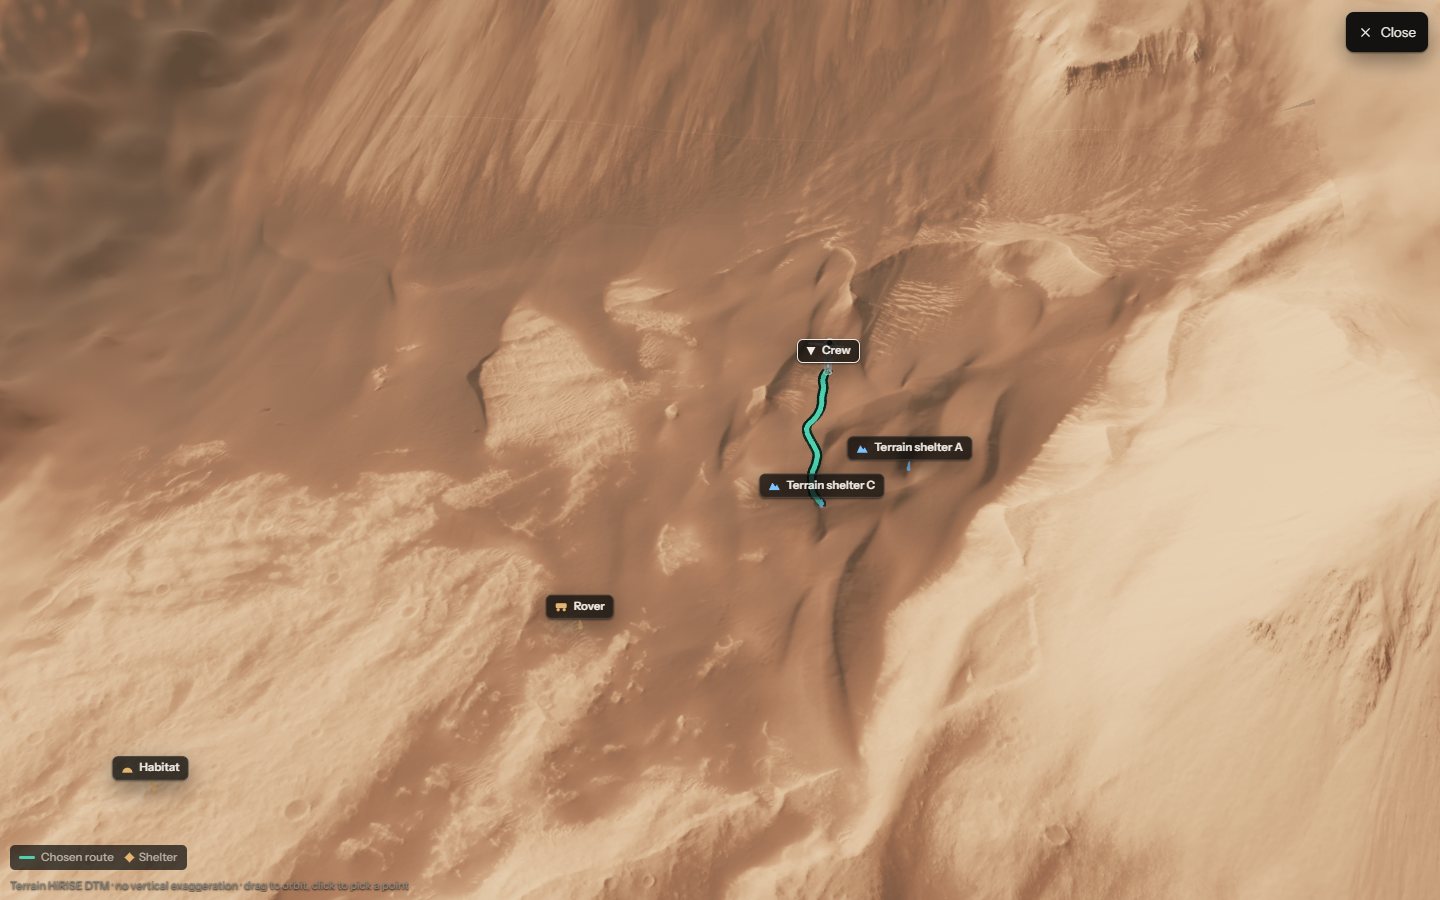 Close
Crew
Terrain shelter A
Terrain shelter C
Rover
Habitat
Chosen route
Shelter
Terrain HiRISE DTM · no vertical exaggeration · drag to orbit, click to pick a point